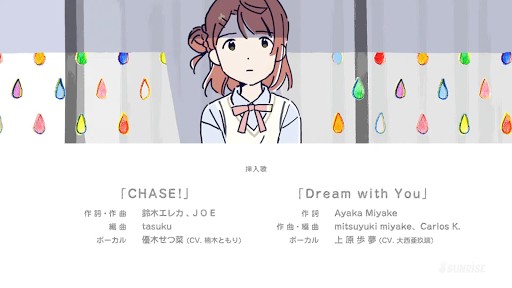 挿入歌
「CHASE!」
作詞・作曲 鈴木エレカ、JOE
編曲 tasuku
ボーカル 優木せつ菜 (CV. 楠木ともり)
「Dream with You」
作詞 Ayaka Miyake
作曲・編曲 mitsuyuki miyake、Carlos K.
ボーカル 上原歩夢 (CV. 大西亜玖璃)